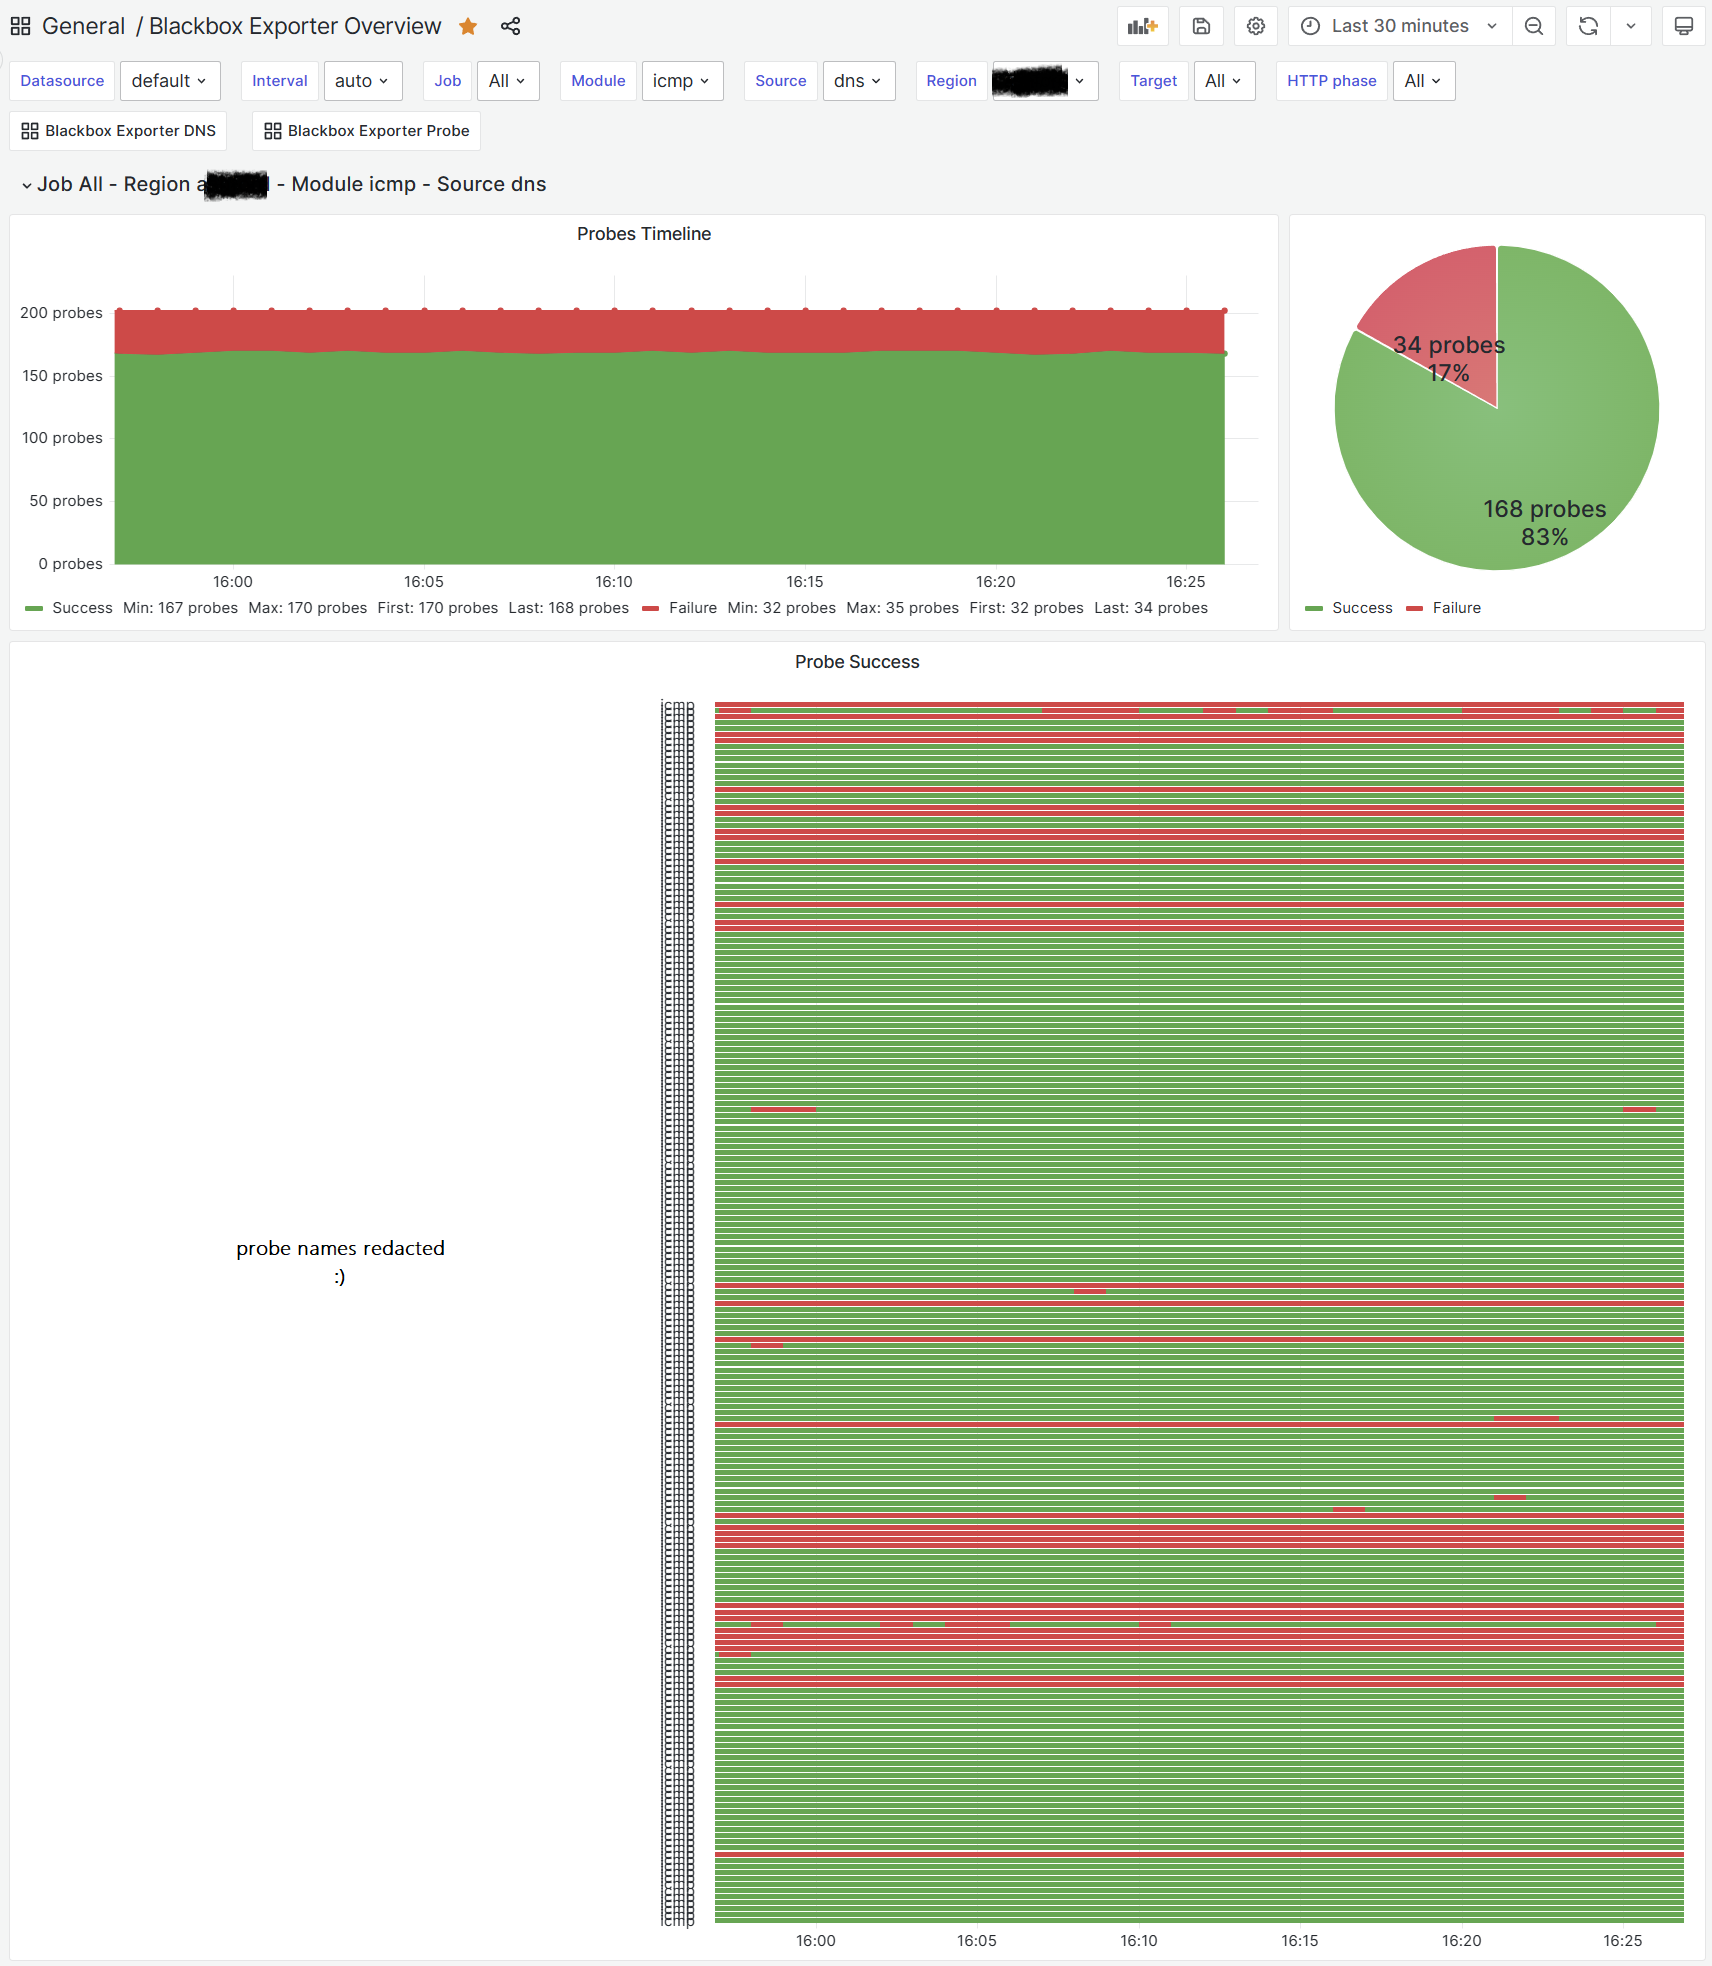 General / Blackbox Exporter Overview
Last 30 minutes
Datasource default Interval auto Job All Module icmp Source dns Region Target All HTTP phase All
Blackbox Exporter DNS Blackbox Exporter Probe
Job All - Region a - Module icmp - Source dns
Probes Timeline
200 probes
150 probes
100 probes
50 probes
0 probes
16:00 16:05 16:10 16:15 16:20 16:25
Success Min: 167 probes Max: 170 probes First: 170 probes Last: 168 probes Failure Min: 32 probes Max: 35 probes First: 32 probes Last: 34 probes
34 probes
17%
168 probes
83%
Success Failure
Probe Success
icmp
probe names redacted
:)
icmp
16:00 16:05 16:10 16:15 16:20 16:25